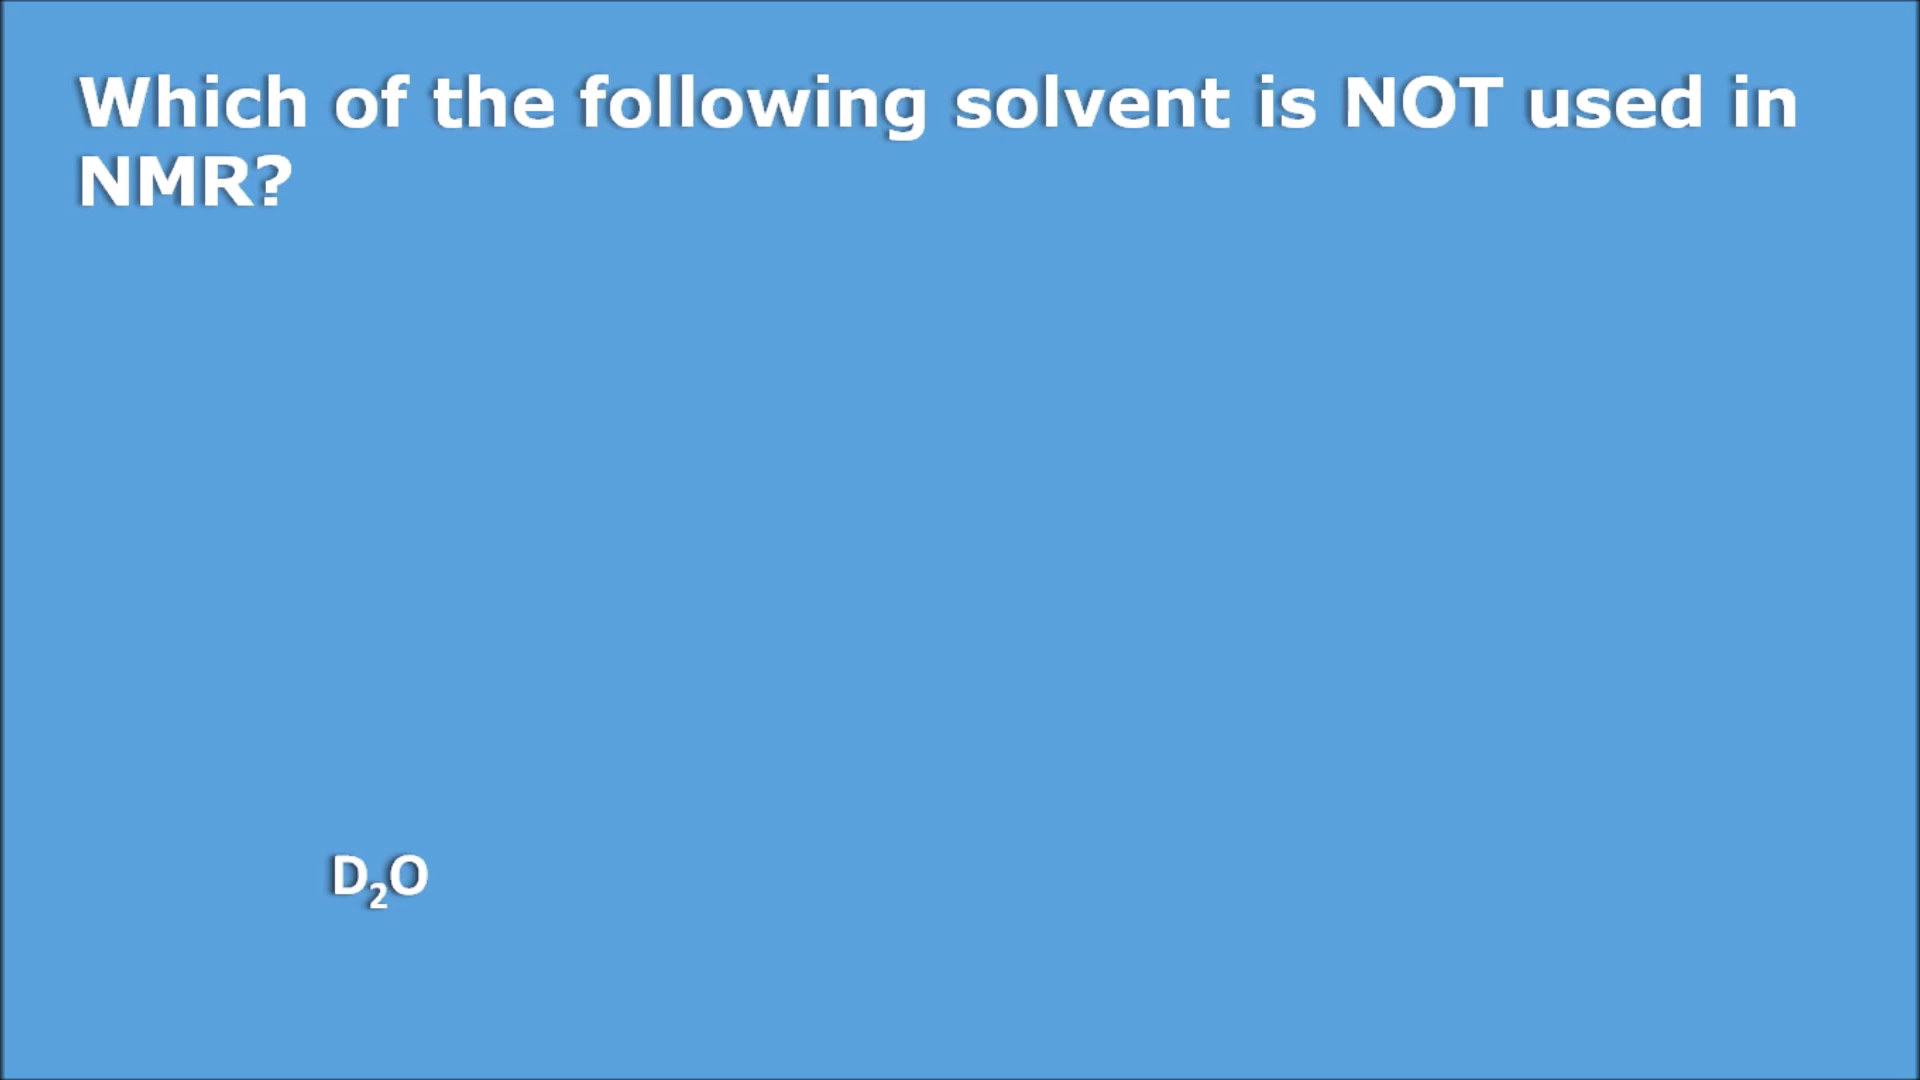 Which of the following solvent is NOT used in
NMR?
D₂O